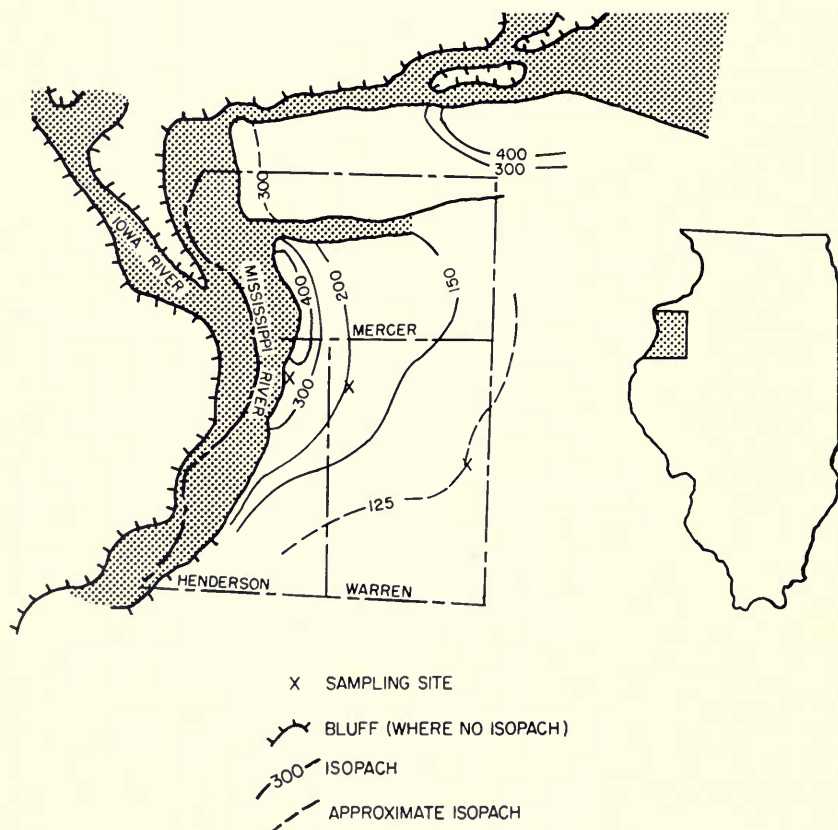 400
300
300
IOWA RIVER
MISSISSIPPI RIVER
400
200
150
MERCER
300
125
HENDERSON
WARREN
X SAMPLING SITE
BLUFF (WHERE NO ISOPACH)
300 ISOPACH
APPROXIMATE ISOPACH